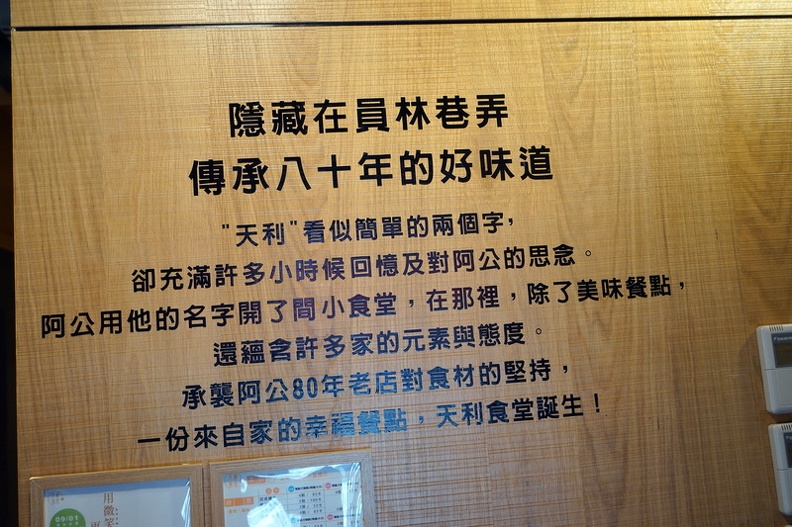 隱藏在員林巷弄
傳承八十年的好味道
"天利"看似簡單的兩個字，
卻充滿許多小時候回憶及對阿公的思念。
阿公用他的名字開了間小食堂，在那裡，除了美味餐點，
還蘊含許多家的元素與態度。
承襲阿公80年老店對食材的堅持，
一份來自家的幸福餐點，天利食堂誕生！
09/01
用微笑